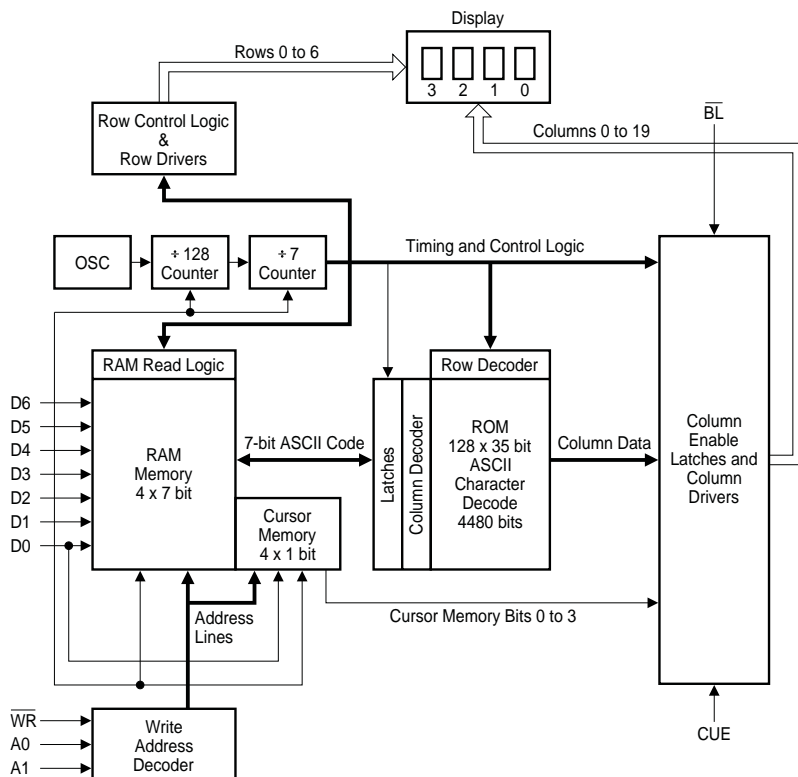 Display
Rows 0 to 6
3 2 1 0
Row Control Logic
&
Row Drivers
Columns 0 to 19
BL
OSC
÷ 128
Counter
÷ 7
Counter
Timing and Control Logic
RAM Read Logic
Row Decoder
D6
D5
D4
D3
D2
D1
D0
RAM
Memory
4 x 7 bit
7-bit ASCII Code
Latches
Column Decoder
ROM
128 x 35 bit
ASCII
Character
Decode
4480 bits
Column Data
Column
Enable
Latches and
Column
Drivers
Cursor
Memory
4 x 1 bit
Address
Lines
Cursor Memory Bits 0 to 3
WR
A0
A1
Write
Address
Decoder
CUE